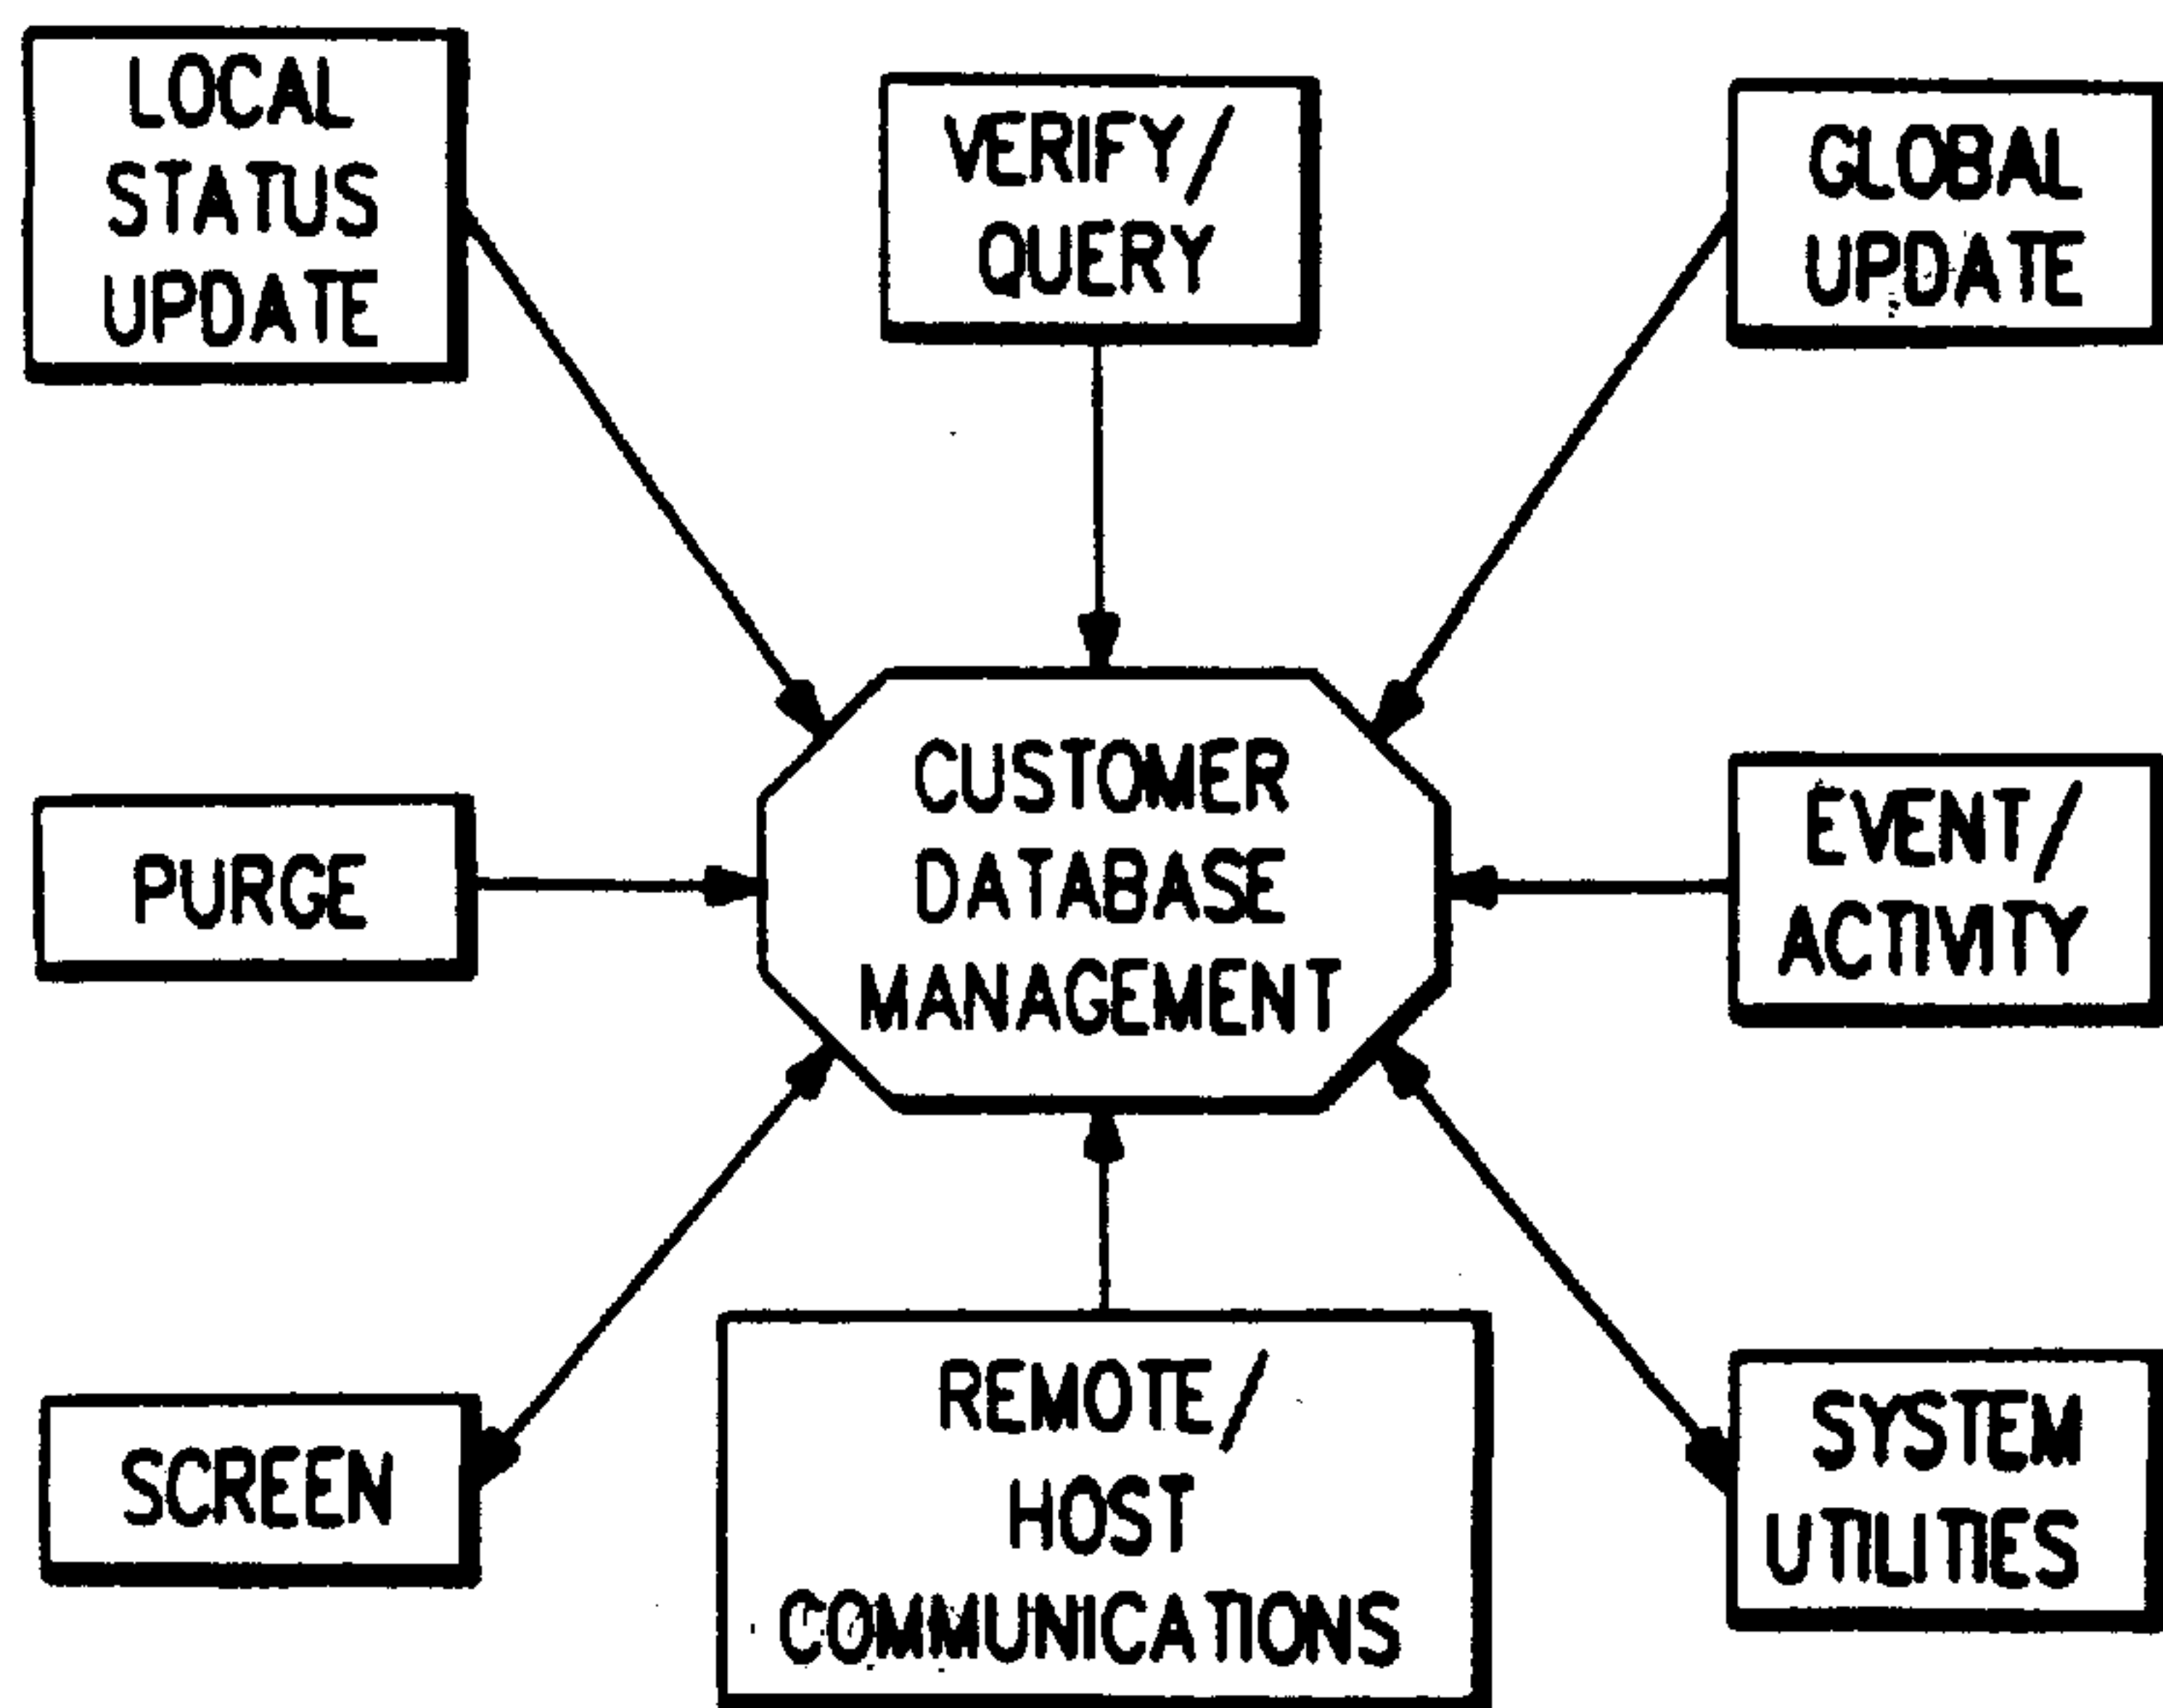 LOCAL
STATUS
UPDATE
VERIFY/
QUERY
GLOBAL
UPDATE
PURGE
CUSTOMER
DATABASE
MANAGEMENT
EVENT/
ACTIVITY
SCREEN
REMOTE/
HOST
COMMUNICATIONS
SYSTEM
UTILITIES